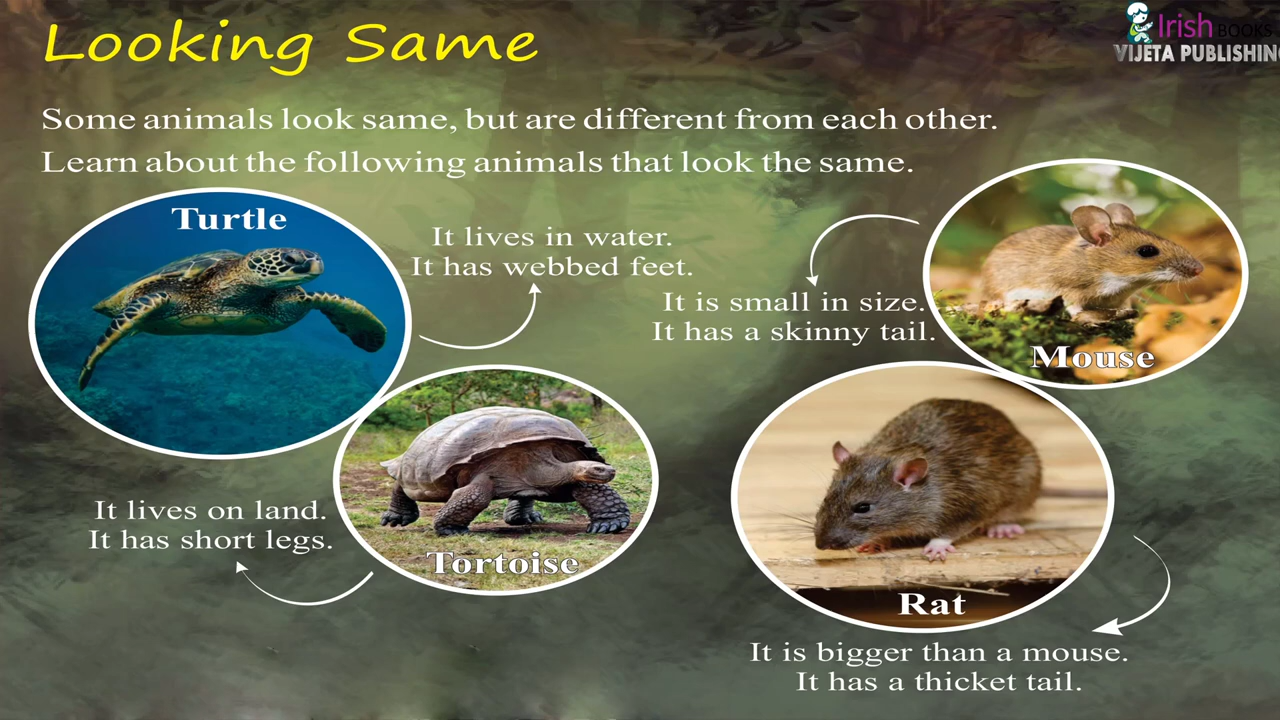 Looking Same
Irish BOOKS
VIJETA PUBLISHING
Some animals look same, but are different from each other.
Learn about the following animals that look the same.
Turtle
It lives in water.
It has webbed feet.
It lives on land.
It has short legs.
Tortoise
It is small in size.
It has a skinny tail.
Mouse
Rat
It is bigger than a mouse.
It has a thicket tail.